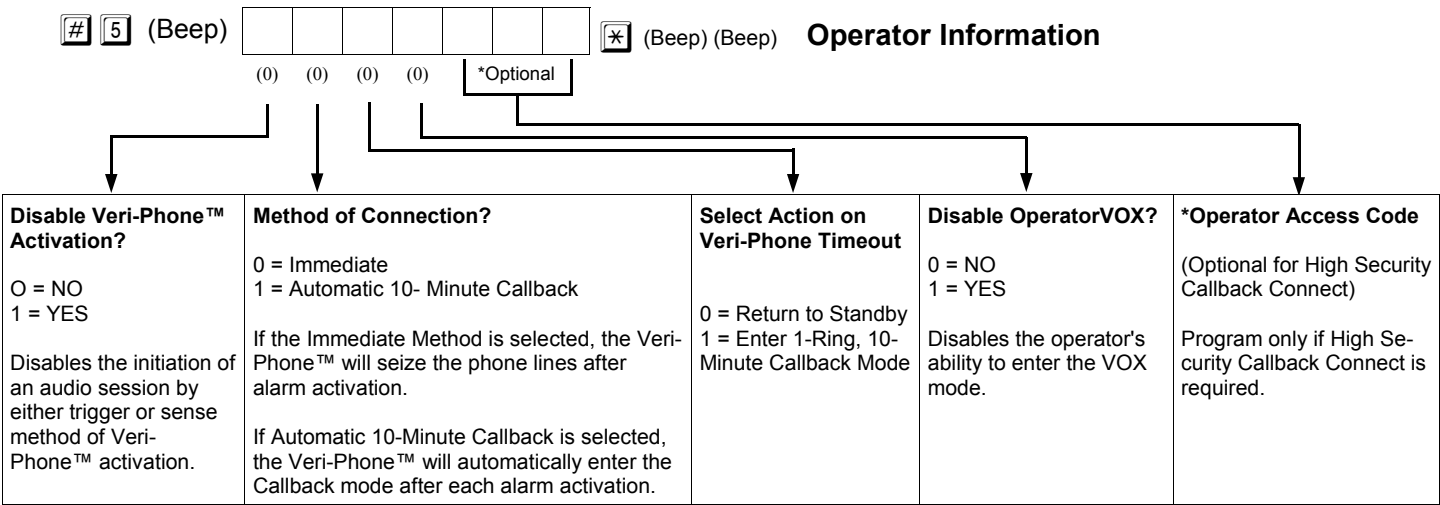 # 5 (Beep) * (Beep) (Beep) Operator Information
(0) (0) (0) (0) *Optional
Disable Veri-Phone™
Activation?
O = NO
1 = YES
Disables the initiation of
an audio session by
either trigger or sense
method of Veri-
Phone™ activation.
Method of Connection?
0 = Immediate
1 = Automatic 10- Minute Callback
If the Immediate Method is selected, the Veri-
Phone™ will seize the phone lines after
alarm activation.
If Automatic 10-Minute Callback is selected,
the Veri-Phone™ will automatically enter the
Callback mode after each alarm activation.
Select Action on
Veri-Phone Timeout
0 = Return to Standby
1 = Enter 1-Ring, 10-
Minute Callback Mode
Disable OperatorVOX?
0 = NO
1 = YES
Disables the operator's
ability to enter the VOX
mode.
*Operator Access Code
(Optional for High Security
Callback Connect)
Program only if High Se-
curity Callback Connect is
required.